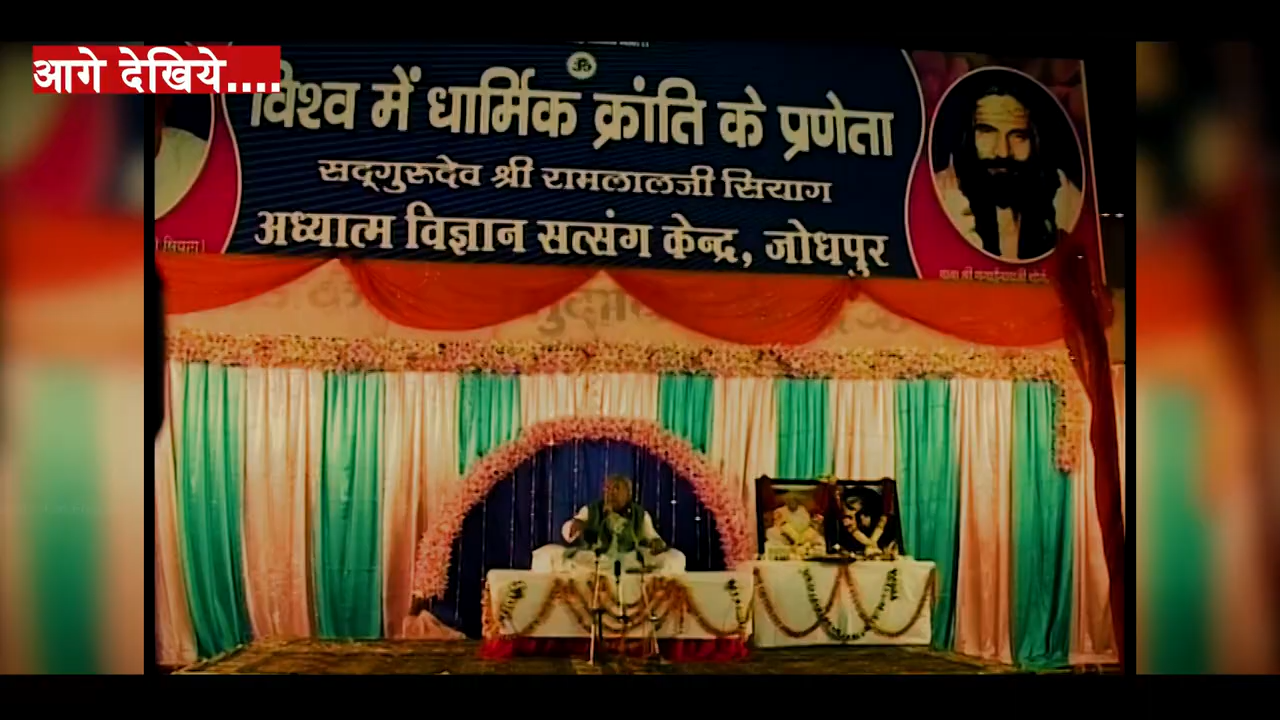 आगे देखिये....
ॐ
विश्व में धार्मिक क्रांति के प्रणेता
सद्‌गुरुदेव श्री रामलालजी सियाग
अध्यात्म विज्ञान सत्संग केन्द्र, जोधपुर
सियाग।
बाबा श्री